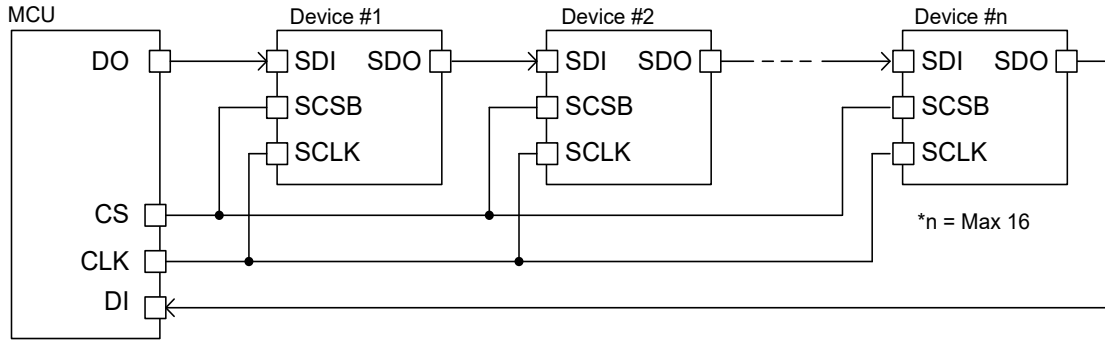 MCU
Device #1
Device #2
Device #n
DO
SDI SDO
SDI SDO
SDI SDO
SCSB
SCSB
SCSB
SCLK
SCLK
SCLK
CS
*n = Max 16
CLK
DI